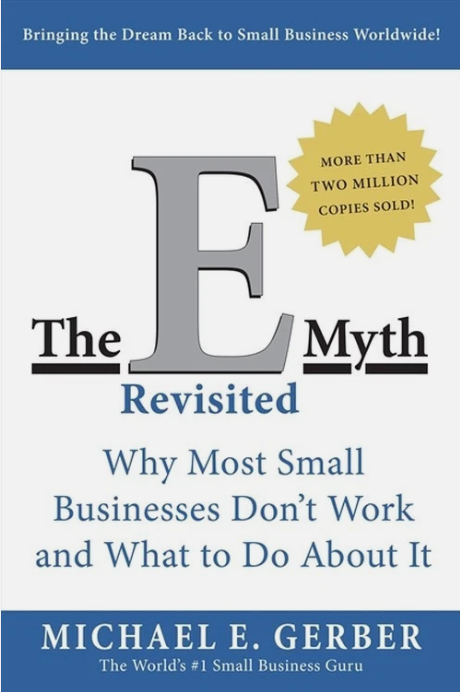 Bringing the Dream Back to Small Business Worldwide!
MORE THAN
TWO MILLION
COPIES SOLD!
The E Myth
Revisited
Why Most Small
Businesses Don't Work
and What to Do About It
MICHAEL E. GERBER
The World's #1 Small Business Guru